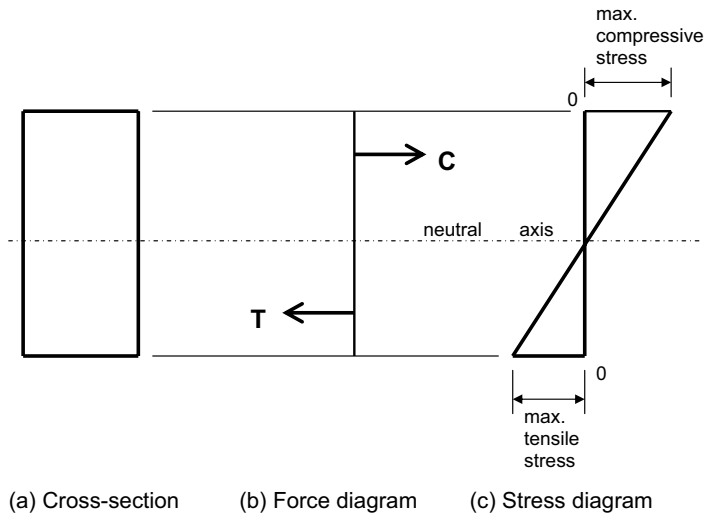 max.
compressive
stress
0
C
neutral axis
T
0
max.
tensile
stress
(a) Cross-section (b) Force diagram (c) Stress diagram